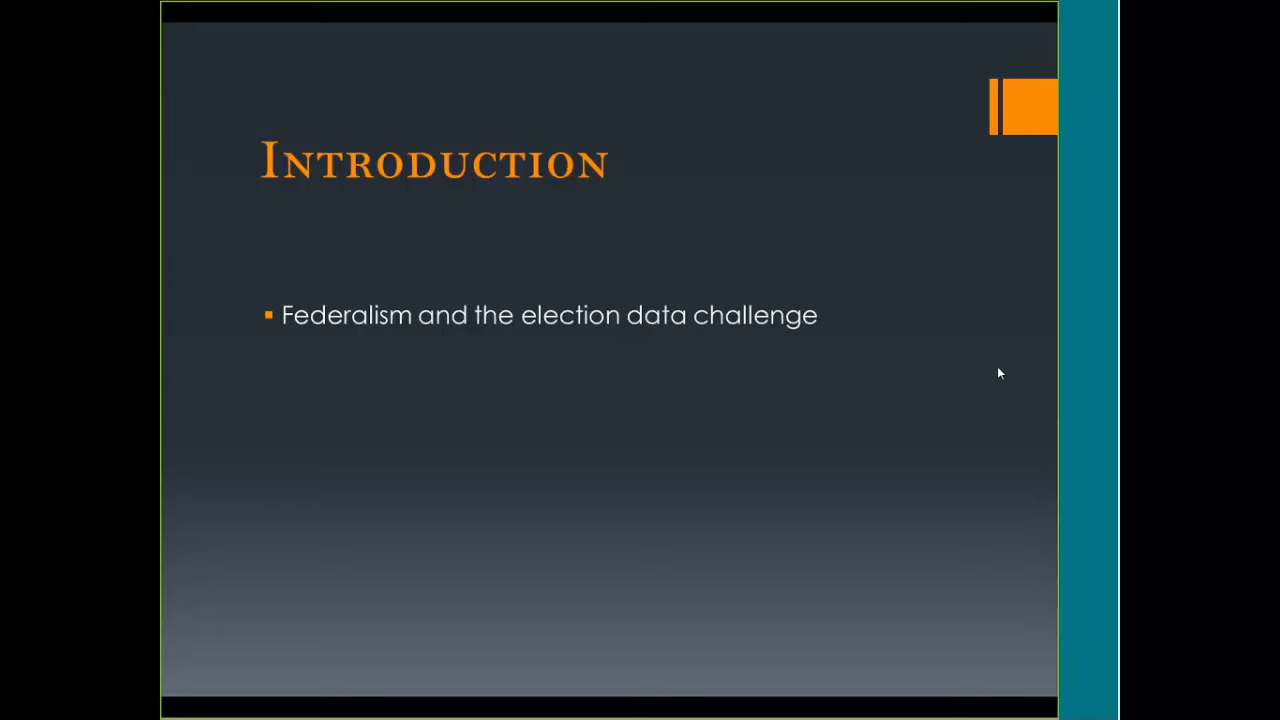 Introduction
▪ Federalism and the election data challenge